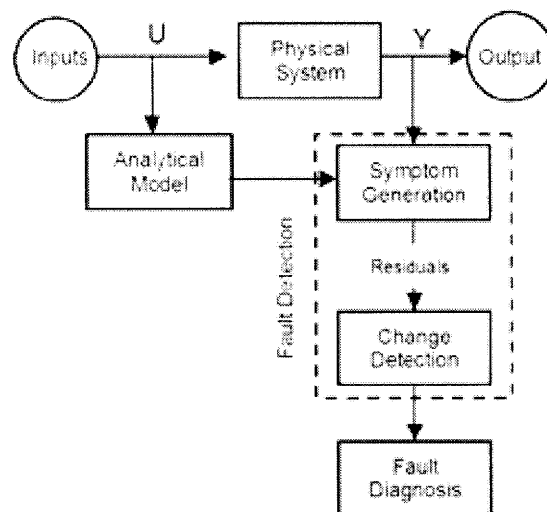 Inputs
U
Physical
System
Y
Output
Analytical
Model
Symptom
Generation
Fault Detection
Residuals
Change
Detection
Fault
Diagnosis